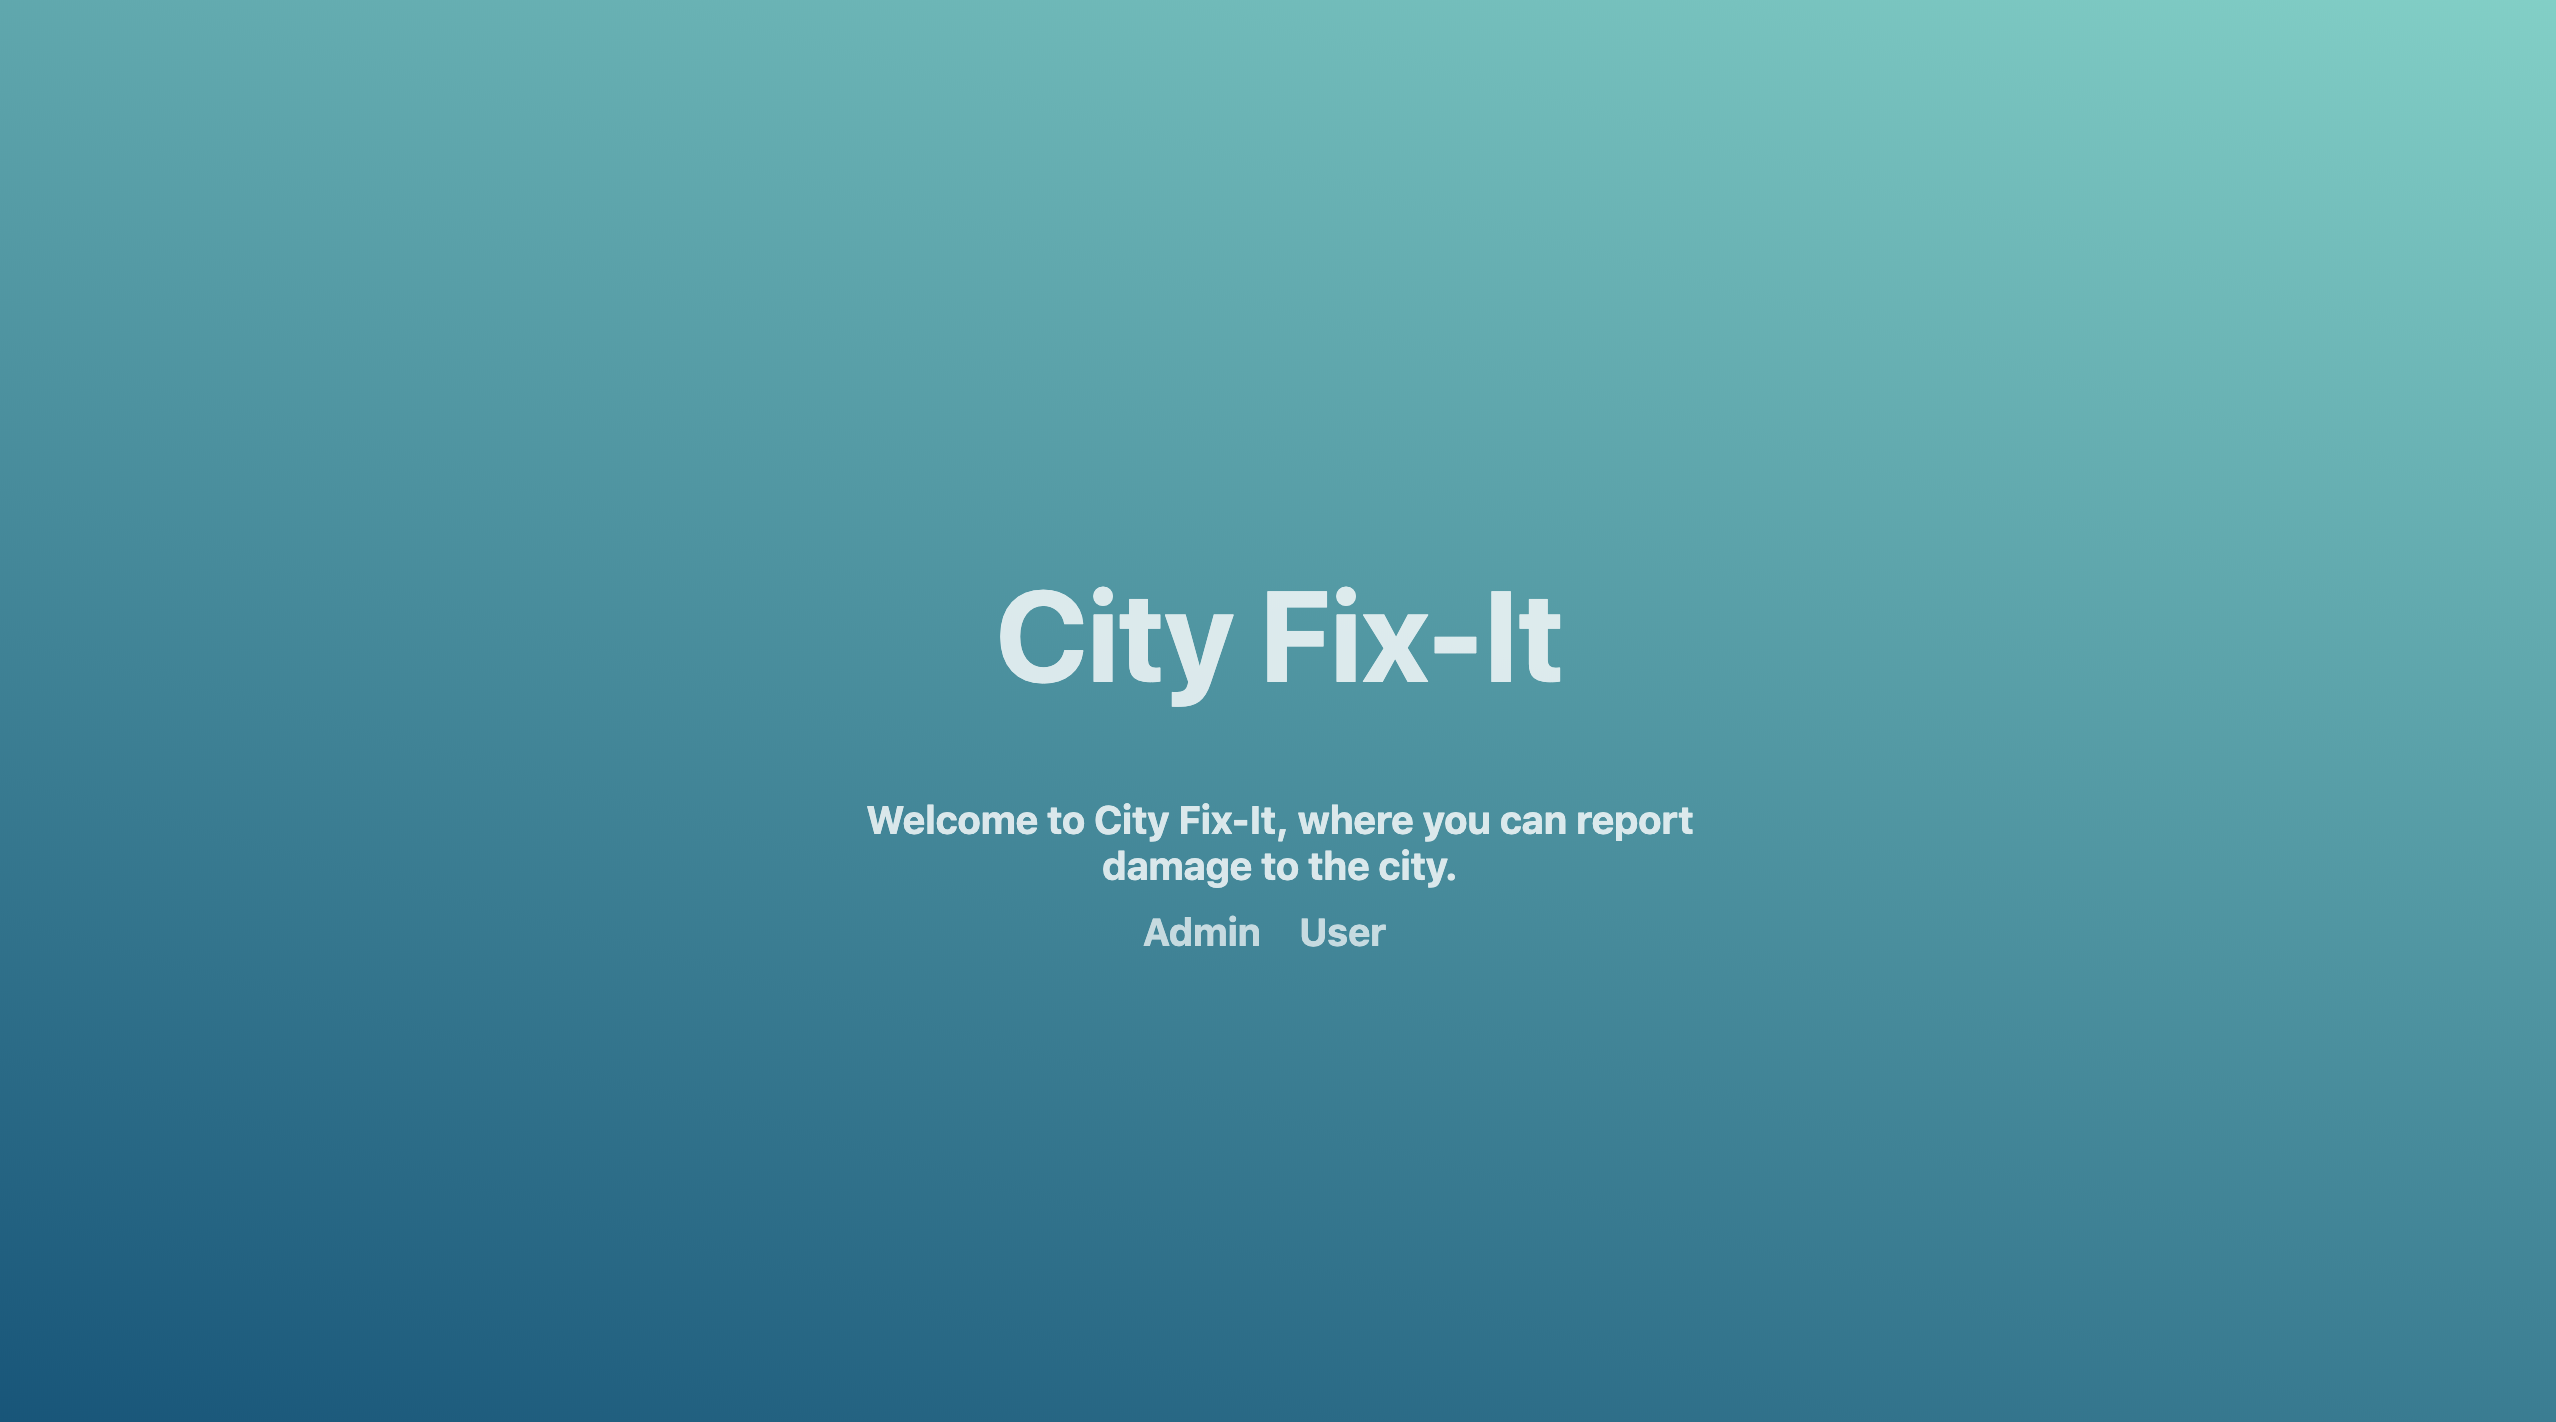 City Fix-It
Welcome to City Fix-It, where you can report
damage to the city.
Admin User